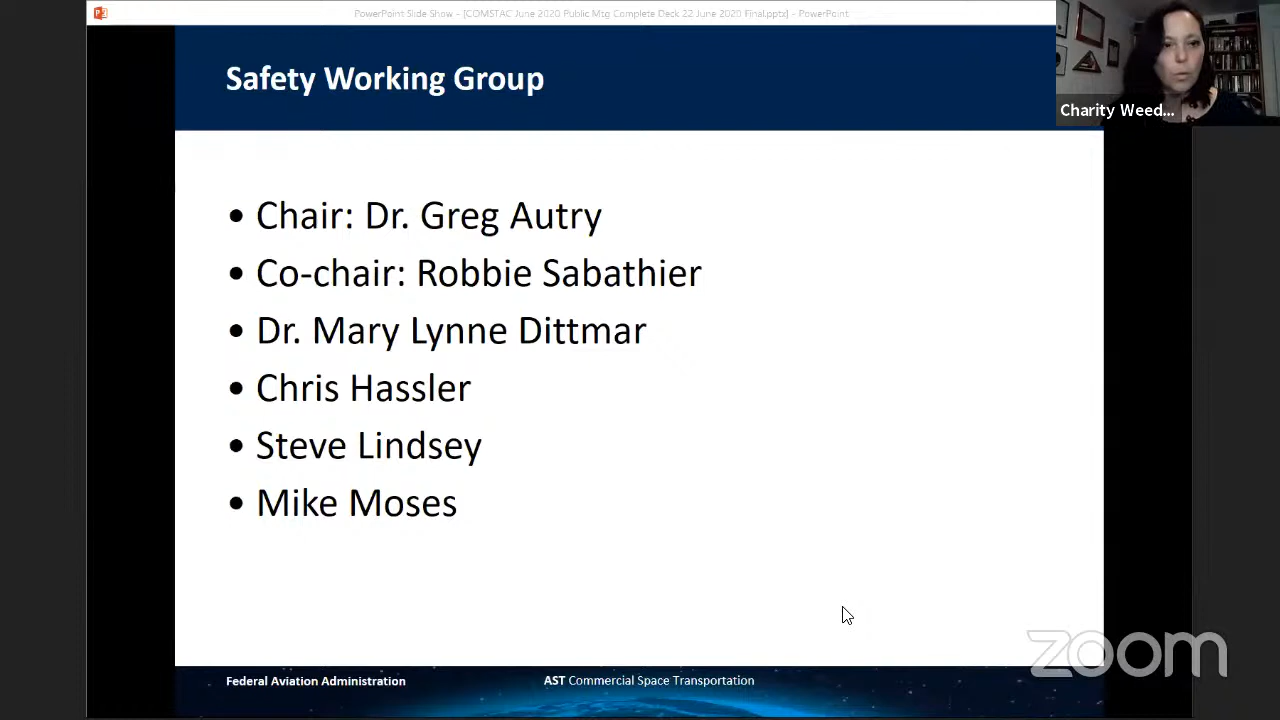 PowerPoint Slide Show - [COMSTAC June 2020 Public Mtg Complete Deck 22 June 2020 Final.pptx] - PowerPoint
Safety Working Group
Charity Weed...
• Chair: Dr. Greg Autry
• Co-chair: Robbie Sabathier
• Dr. Mary Lynne Dittmar
• Chris Hassler
• Steve Lindsey
• Mike Moses
zoom
Federal Aviation Administration
AST Commercial Space Transportation